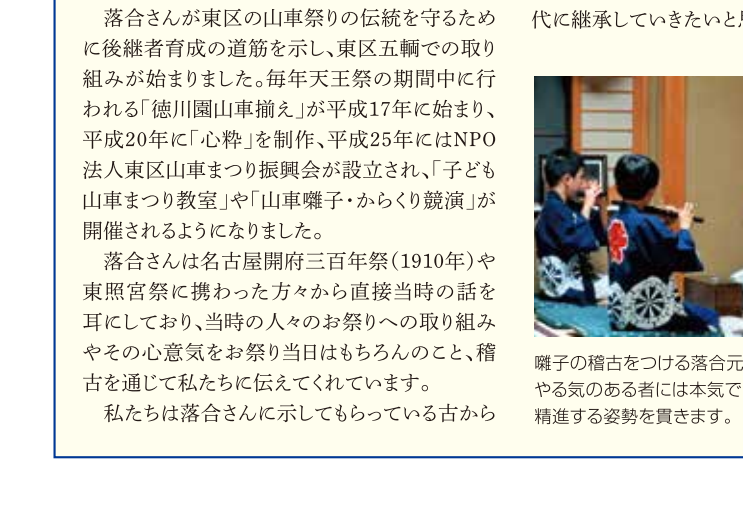 落合さんが東区の山車祭りの伝統を守るため
に後継者育成の道筋を示し、東区五輌での取り
組みが始まりました。毎年天王祭の期間中に行
われる「徳川園山車揃え」が平成17年に始まり、
平成20年に「心粋」を制作、平成25年にはNPO
法人東区山車まつり振興会が設立され、「子ども
山車まつり教室」や「山車囃子・からくり競演」が
開催されるようになりました。
落合さんは名古屋開府三百年祭(1910年)や
東照宮祭に携わった方々から直接当時の話を
耳にしており、当時の人々のお祭りへの取り組み
やその心意気をお祭り当日はもちろんのこと、稽
古を通じて私たちに伝えてくれています。
私たちは落合さんに示してもらっている古から
代に継承していきたいと
囃子の稽古をつける落合元
やる気のある者には本気で
精進する姿勢を貫きます。